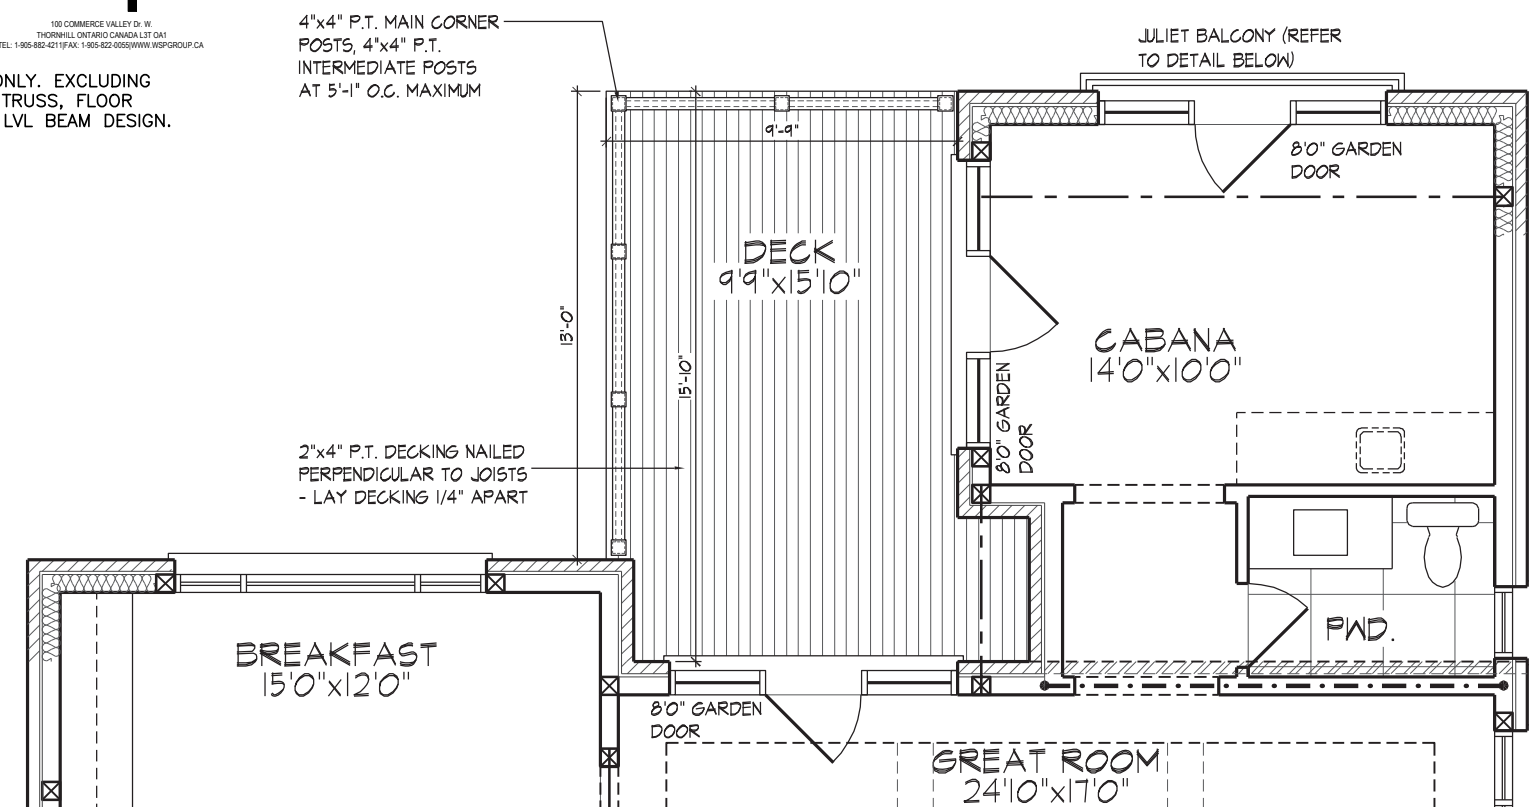 100 COMMERCE VALLEY Dr. W.
THORNHILL ONTARIO CANADA L3T OA1
TEL: 1-905-882-4211|FAX: 1-905-822-0055|WWW.WSPGROUP.CA
ONLY. EXCLUDING
TRUSS, FLOOR
LVL BEAM DESIGN.
4"x4" P.T. MAIN CORNER
POSTS, 4"x4" P.T.
INTERMEDIATE POSTS
AT 5'-1" O.C. MAXIMUM
JULIET BALCONY (REFER
TO DETAIL BELOW)
9'-9"
8'0" GARDEN
DOOR
DECK
9'9"x15'10"
13'-0"
15'-10"
CABANA
14'0"x10'0"
8'0" GARDEN
DOOR
2"x4" P.T. DECKING NAILED
PERPENDICULAR TO JOISTS
- LAY DECKING 1/4" APART
PWD.
BREAKFAST
15'0"x12'0"
8'0" GARDEN
DOOR
GREAT ROOM
24'10"x17'0"